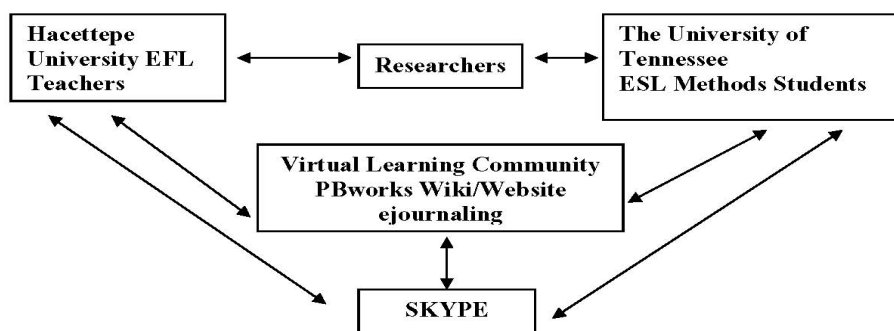 Hacettepe
University EFL
Teachers
Researchers
The University of
Tennessee
ESL Methods Students
Virtual Learning Community
PBworks Wiki/Website
ejournaling
SKYPE